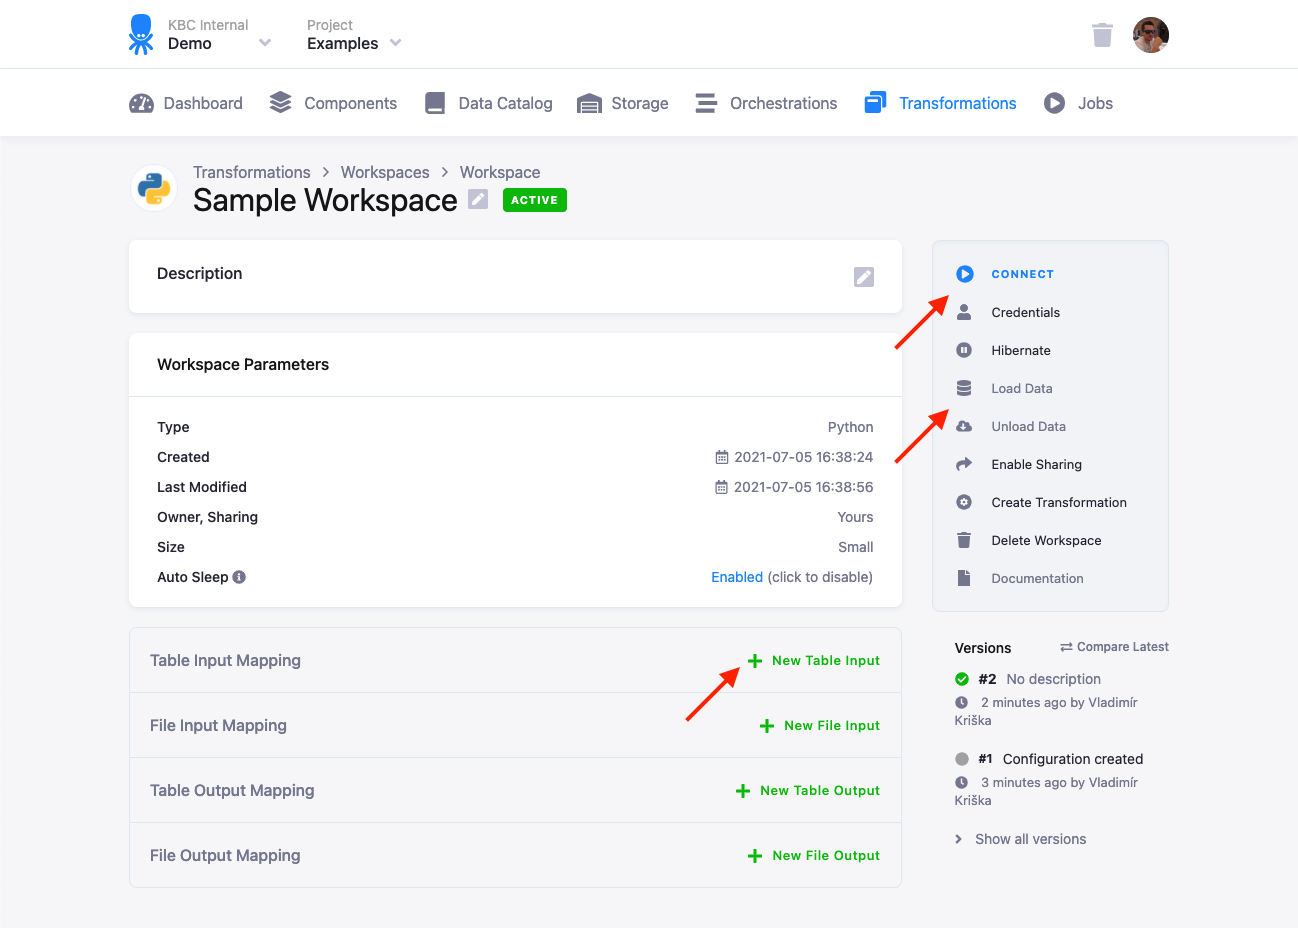 KBC Internal
Demo
Project
Examples
Dashboard
Components
Data Catalog
Storage
Orchestrations
Transformations
Jobs
Transformations > Workspaces > Workspace
Sample Workspace
ACTIVE
Description
Workspace Parameters
Type
Python
Created
2021-07-05 16:38:24
Last Modified
2021-07-05 16:38:56
Owner, Sharing
Yours
Size
Small
Auto Sleep
Enabled (click to disable)
Table Input Mapping
New Table Input
File Input Mapping
New File Input
Table Output Mapping
New Table Output
File Output Mapping
New File Output
CONNECT
Credentials
Hibernate
Load Data
Unload Data
Enable Sharing
Create Transformation
Delete Workspace
Documentation
Versions
Compare Latest
#2 No description
2 minutes ago by Vladimír
Kriška
#1 Configuration created
3 minutes ago by Vladimír
Kriška
Show all versions